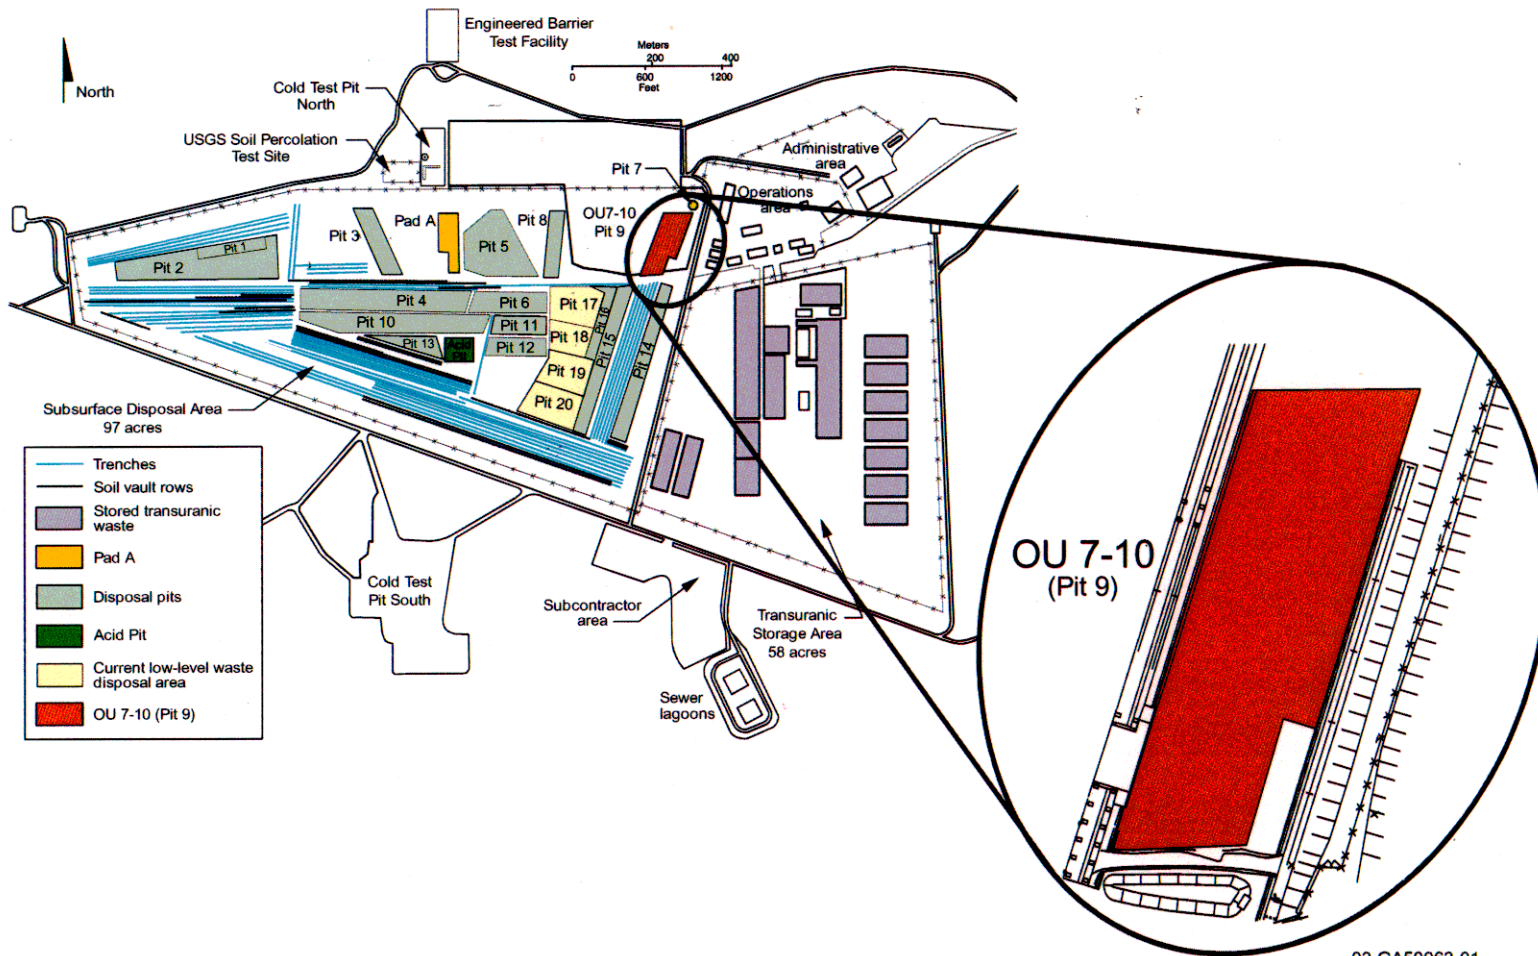 Engineered Barrier
Test Facility
Meters
200
400
0
600
1200
Feet
North
Cold Test Pit
North
USGS Soil Percolation
Test Site
Administrative
area
Pit 7
Operations
area
Pit 3
Pad A
Pit 5
Pit 8
OU7-10
Pit 9
Pit 1
Pit 2
Pit 4
Pit 6
Pit 17
Pit 16
Pit 10
Pit 11
Pit 18
Pit 15
Pit 14
Pit 13
Acid
Pit
Pit 12
Pit 19
Pit 20
Subsurface Disposal Area
97 acres
Trenches
Soil vault rows
Stored transuranic
waste
Pad A
Disposal pits
Acid Pit
Current low-level waste
disposal area
OU 7-10 (Pit 9)
Cold Test
Pit South
Subcontractor
area
Transuranic
Storage Area
58 acres
Sewer
lagoons
OU 7-10
(Pit 9)